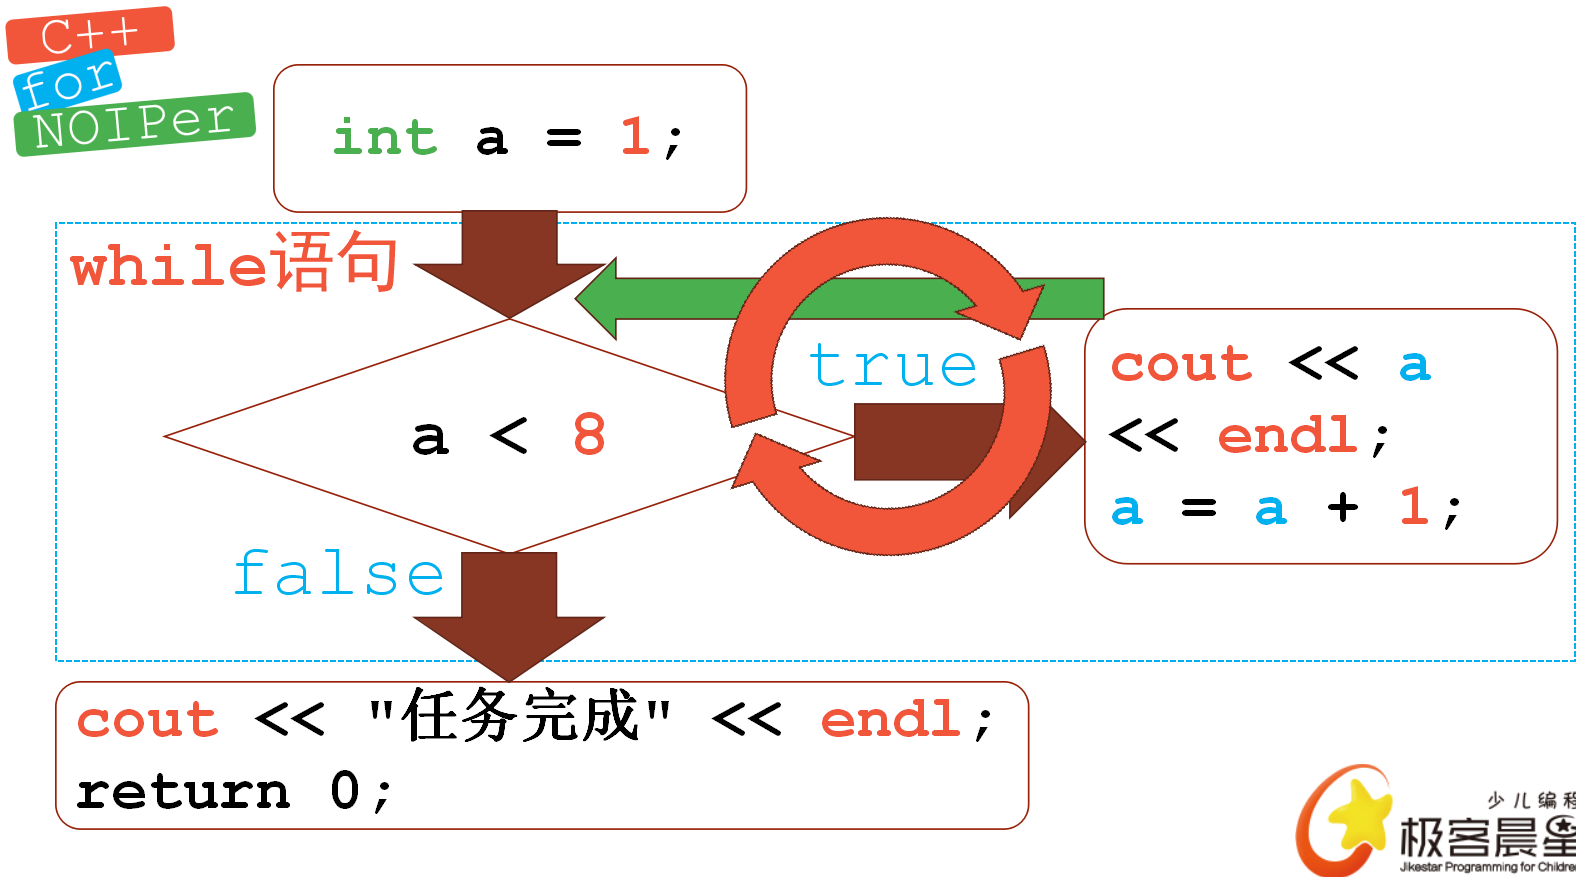 C++
for
NOIPer
int a = 1;
while语句
a < 8
true
cout << a
<< endl;
a = a + 1;
false
cout << "任务完成" << endl;
return 0;
少儿编程
极客晨星
Jikestar Programming for Children